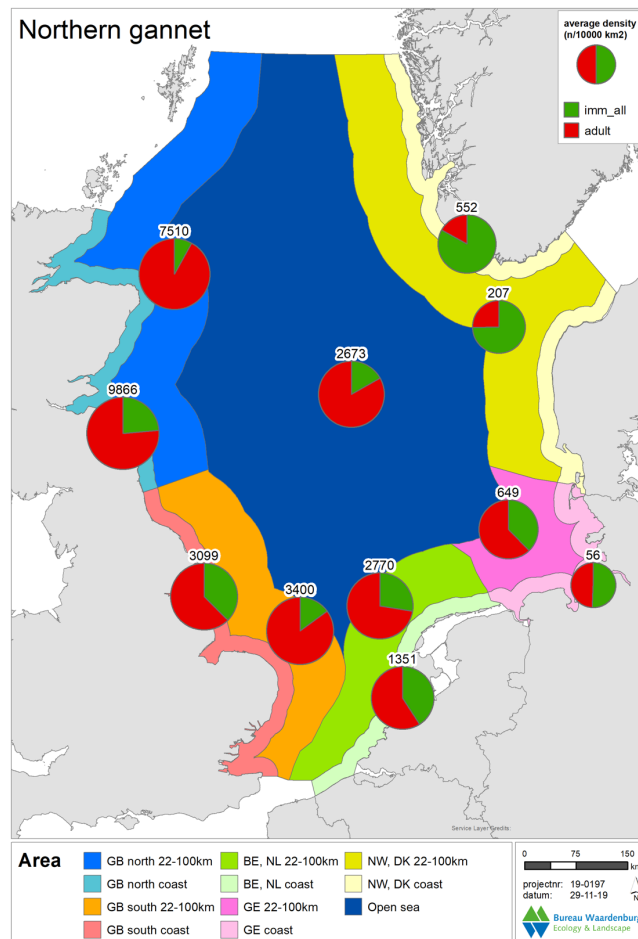 Northern gannet
average density
(n/10000 km2)
imm_all
adult
552
7510
207
2673
9866
649
56
2770
3099
3400
1351
Service Layer Credits:
Area
GB north 22-100km
GB north coast
GB south 22-100km
GB south coast
BE, NL 22-100km
BE, NL coast
GE 22-100km
GE coast
NW, DK 22-100km
NW, DK coast
Open sea
0 75 150
km
projectnr: 19-0197
datum: 29-11-19
N
Bureau Waardenburg
Ecology & Landscape